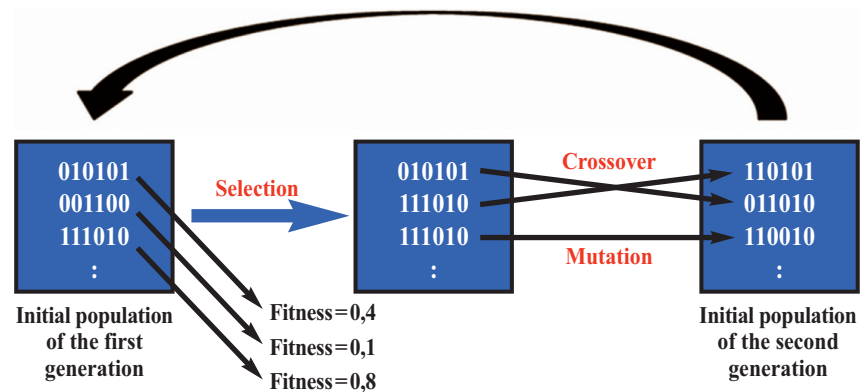 010101
001100
111010
:
Initial population
of the first
generation
Selection
Fitness=0,4
Fitness=0,1
Fitness=0,8
010101
111010
111010
:
Crossover
Mutation
110101
011010
110010
:
Initial population
of the second
generation